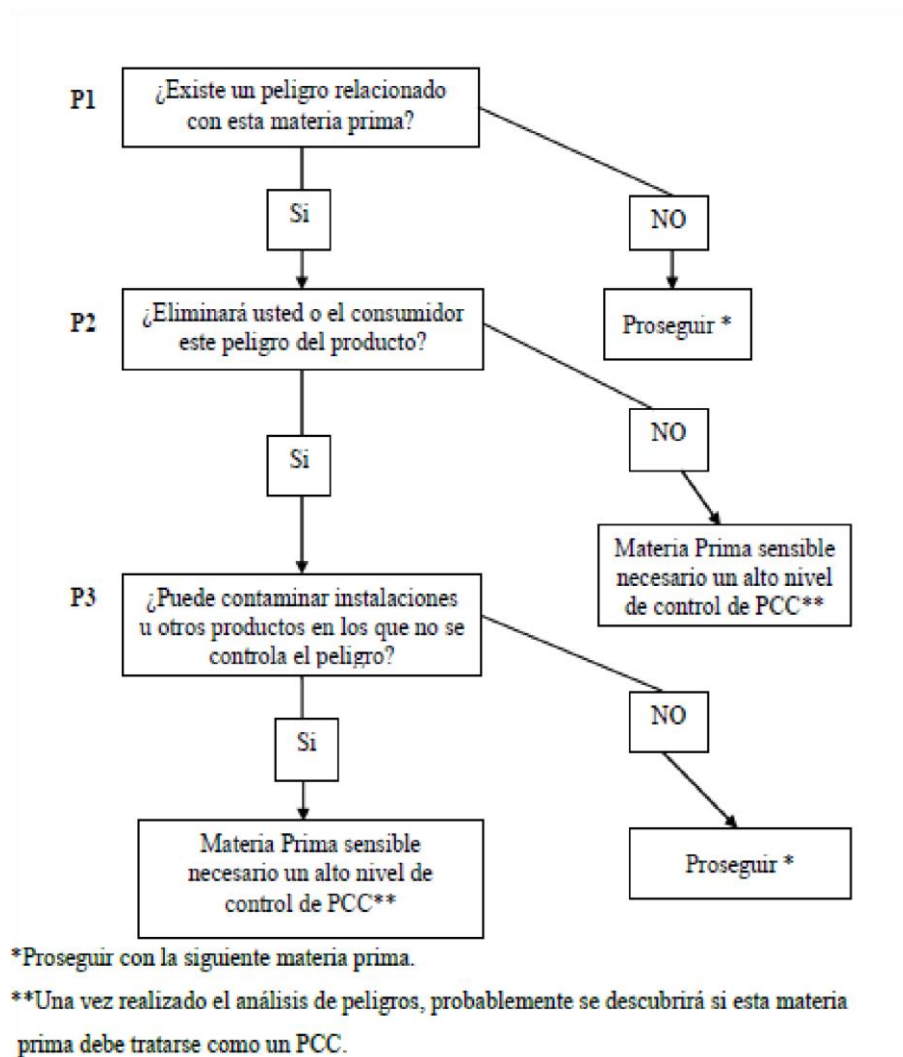 P1
¿Existe un peligro relacionado
con esta materia prima?
Si
NO
P2
¿Eliminará usted o el consumidor
este peligro del producto?
Proseguir *
Si
NO
Materia Prima sensible
necesario un alto nivel
de control de PCC**
P3
¿Puede contaminar instalaciones
u otros productos en los que no se
controla el peligro?
Si
NO
Materia Prima sensible
necesario un alto nivel de
control de PCC**
Proseguir *
*Proseguir con la siguiente materia prima.
**Una vez realizado el análisis de peligros, probablemente se descubrirá si esta materia
prima debe tratarse como un PCC.